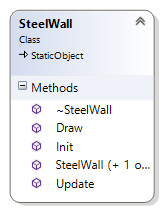 SteelWall
Class
StaticObject
Methods
~SteelWall
Draw
Init
SteelWall (+ 1 o...
Update